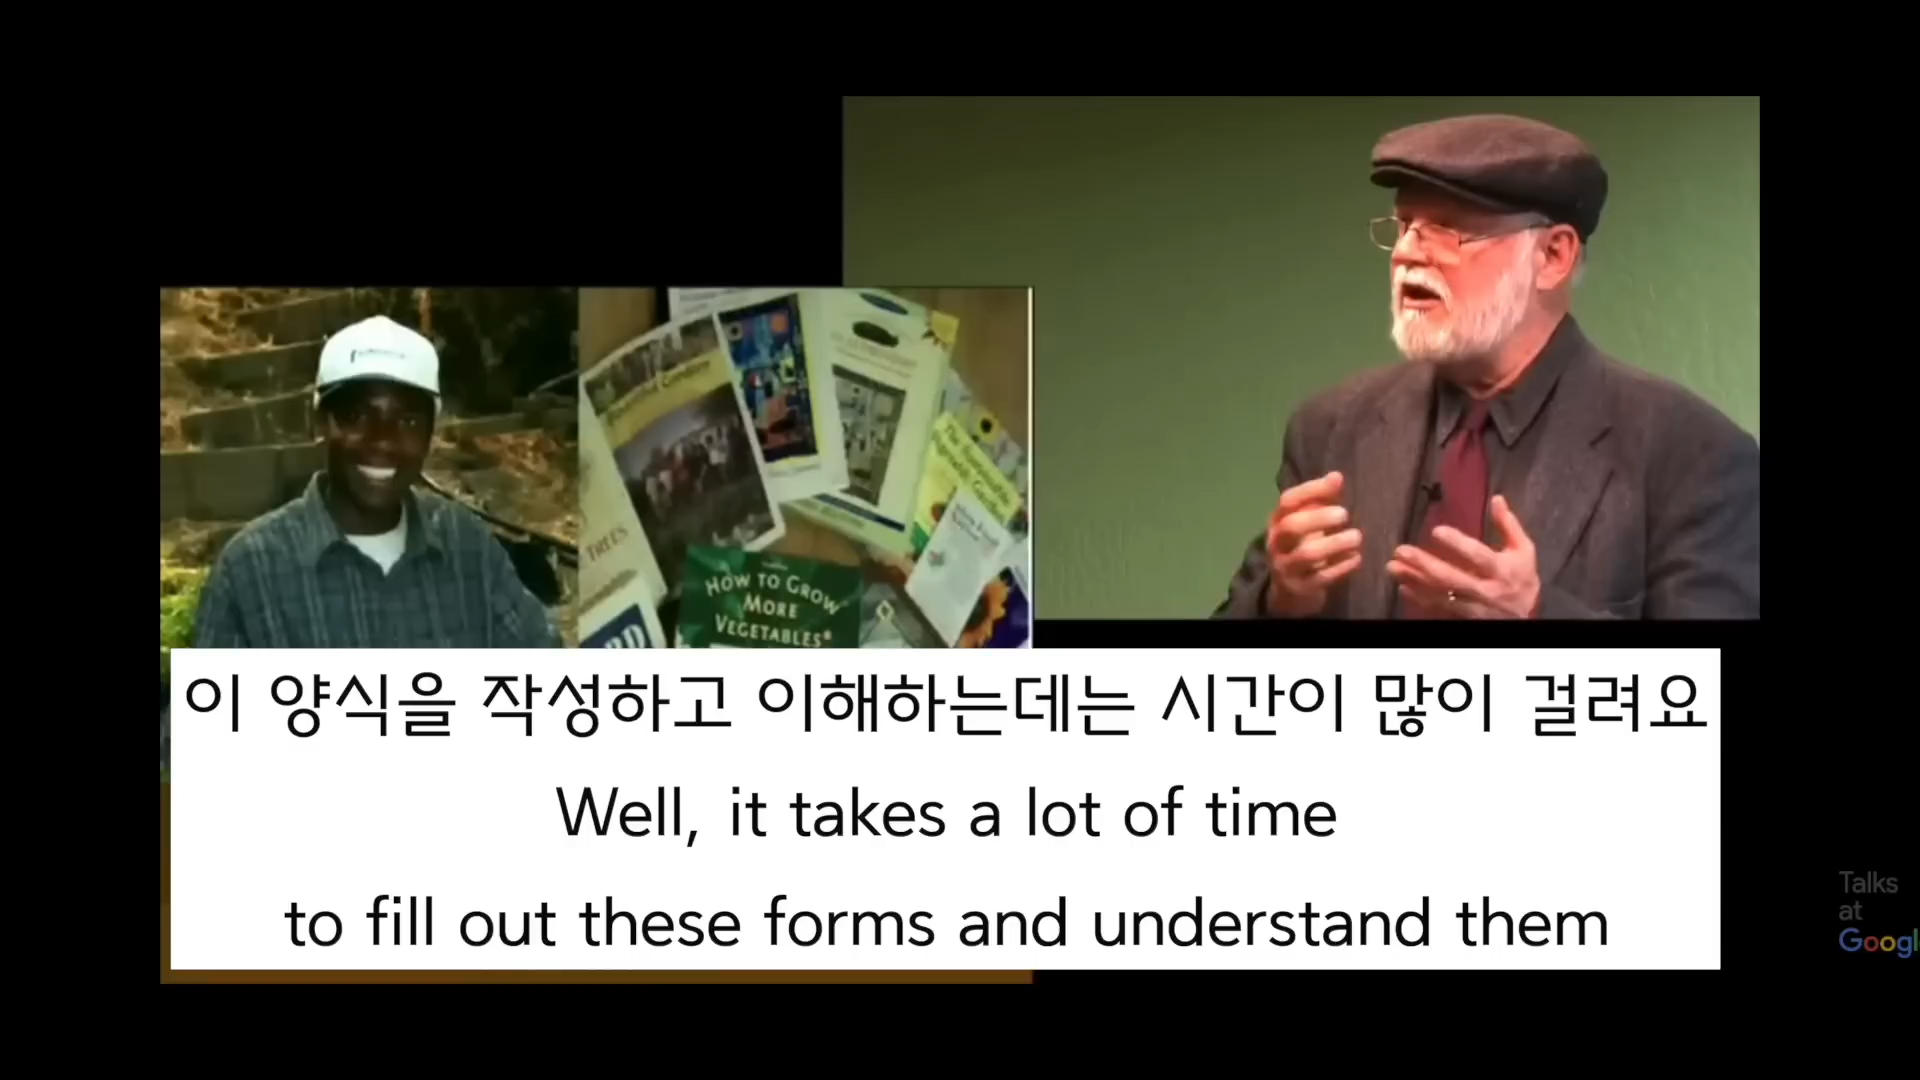 TREES
HOW TO GROW
MORE
VEGETABLES*
이 양식을 작성하고 이해하는데는 시간이 많이 걸려요
Well, it takes a lot of time
to fill out these forms and understand them
Talks
at
Googl